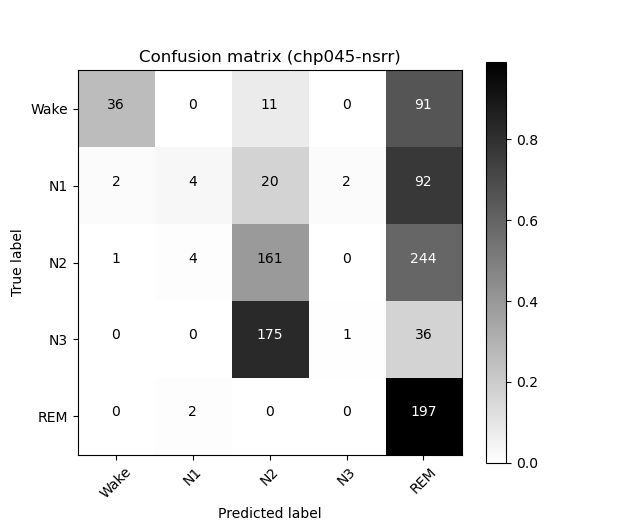 Confusion matrix (chp045-nsrr)
Wake 36 0 11 0 91
N1 2 4 20 2 92
N2 1 4 161 0 244
N3 0 0 175 1 36
REM 0 2 0 0 197
Wake N1 N2 N3 REM
Predicted label
True label
0.8
0.6
0.4
0.2
0.0